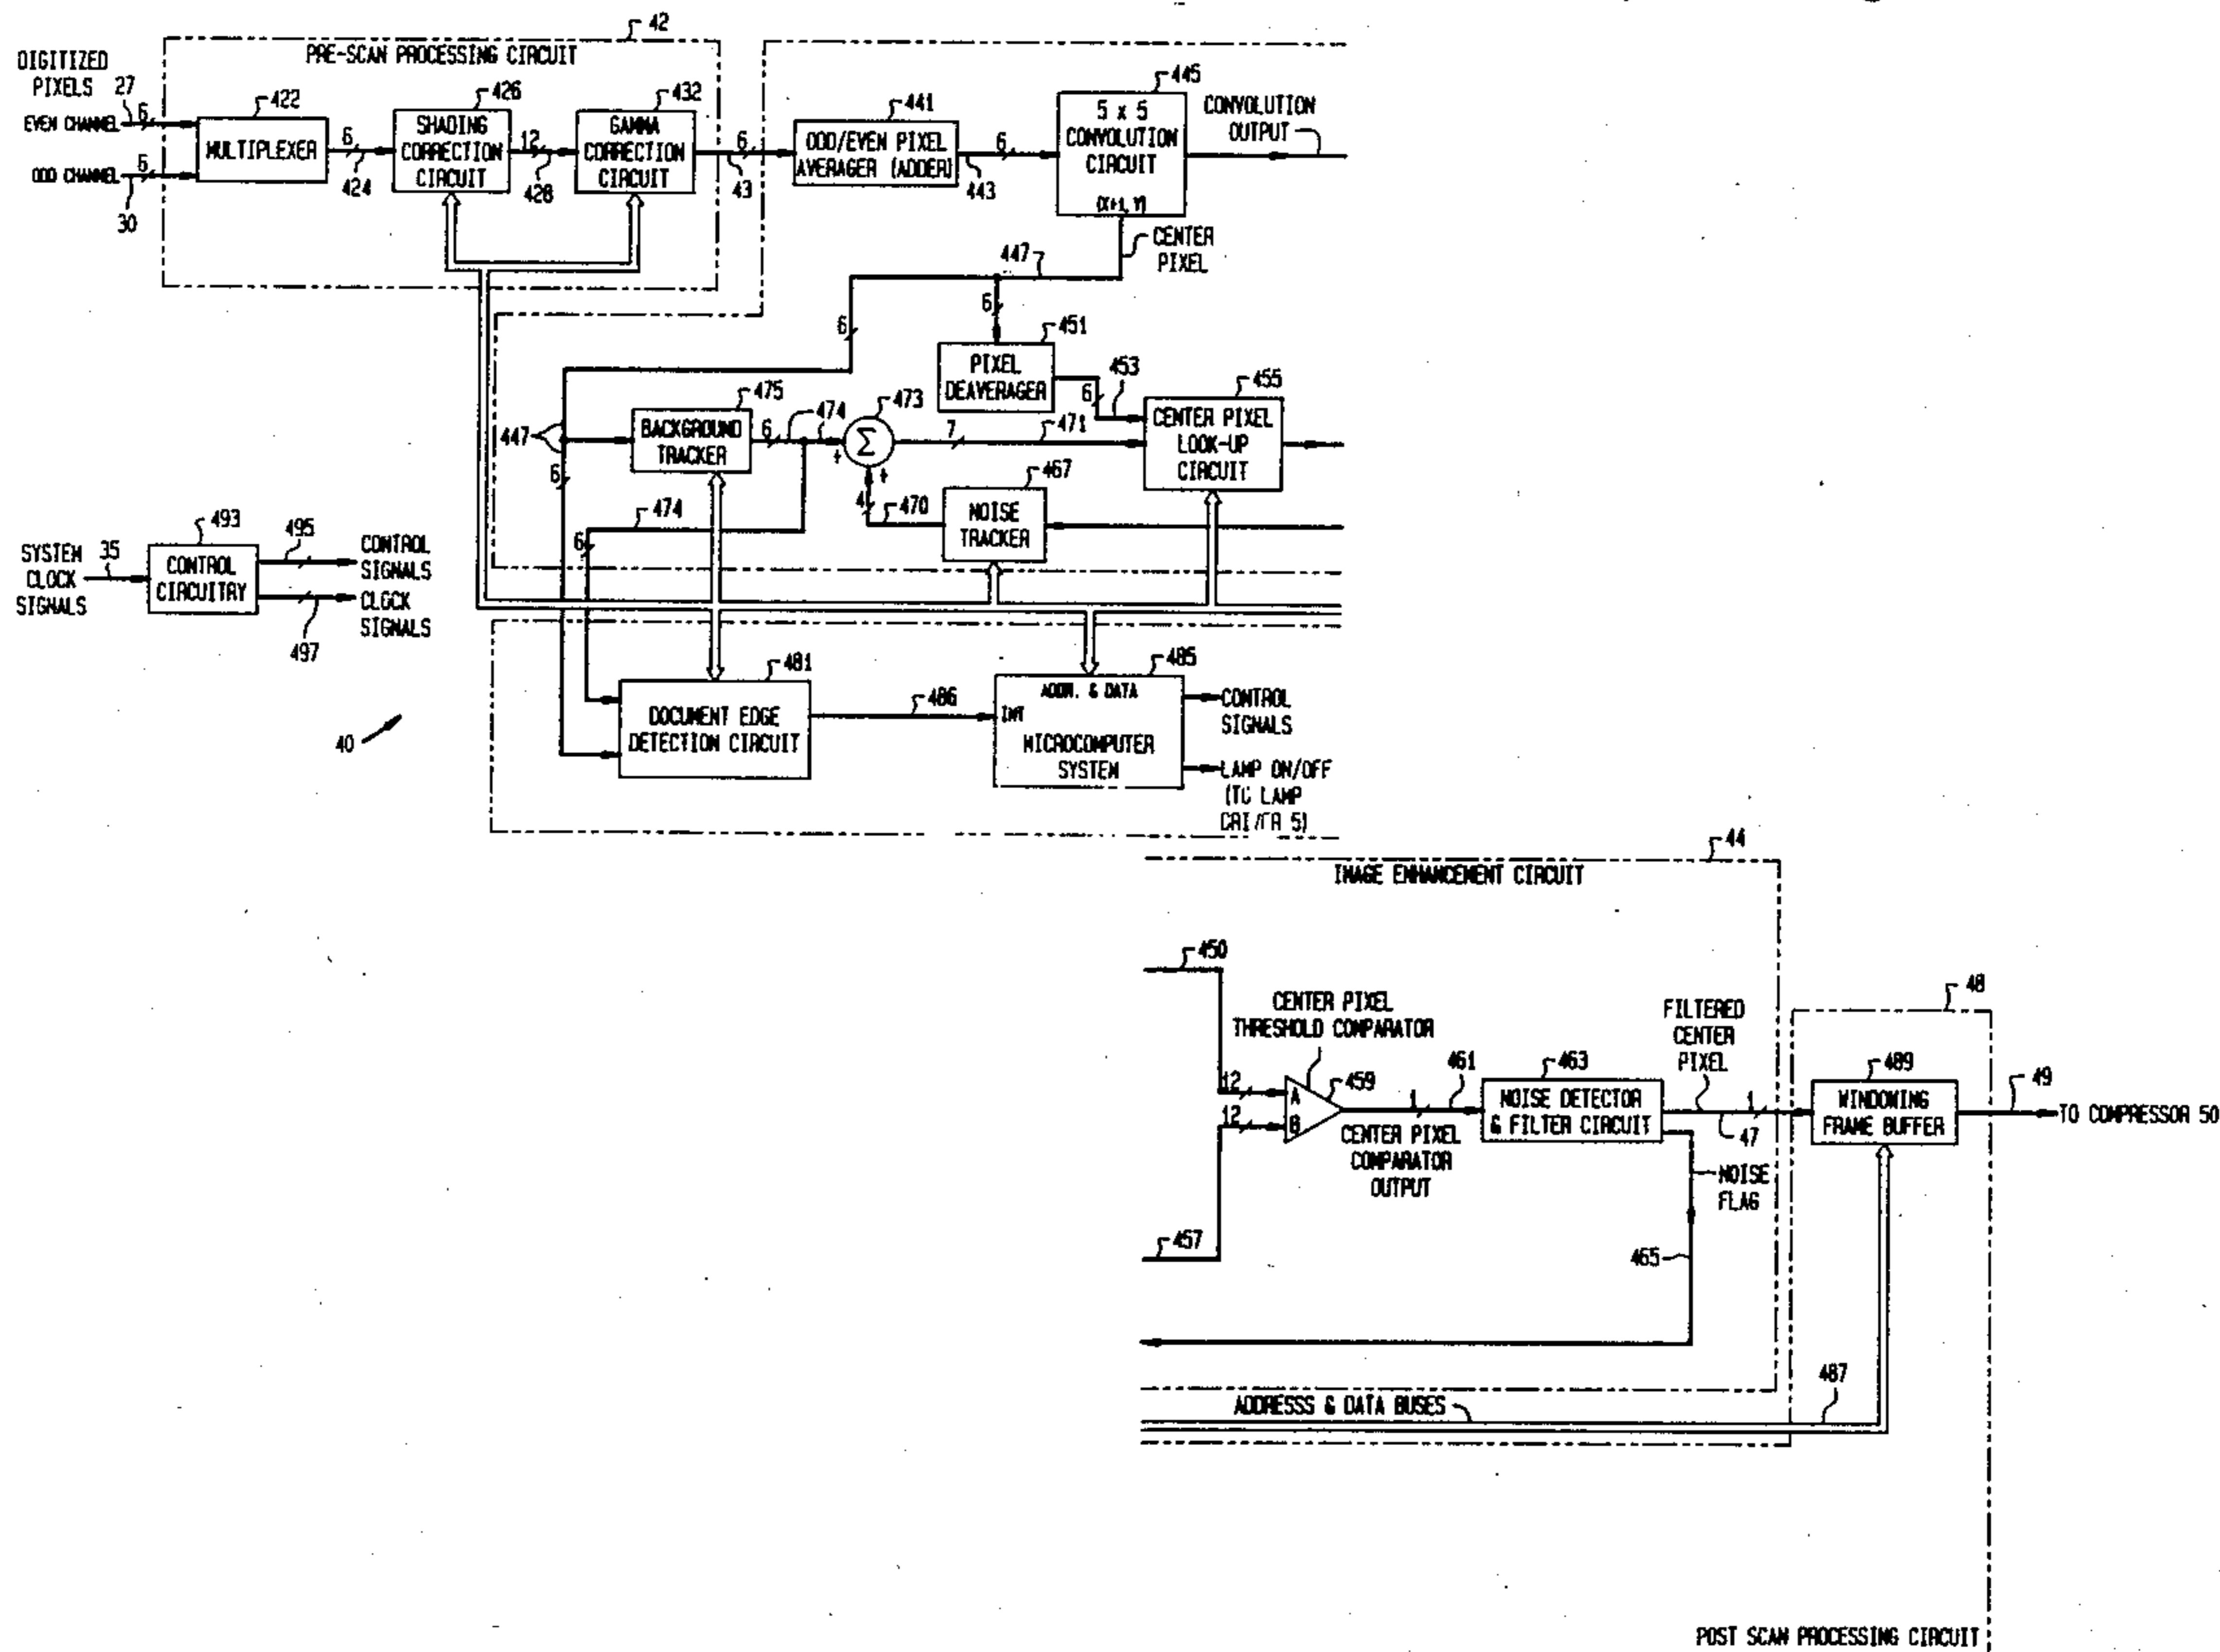 42
PRE-SCAN PROCESSING CIRCUIT
DIGITIZED
PIXELS
27
EVEN CHANNEL
6
ODD CHANNEL
6
30
422
MULTIPLEXER
6
424
426
SHADING
CORRECTION
CIRCUIT
12
428
432
GAMMA
CORRECTION
CIRCUIT
6
43
441
ODD/EVEN PIXEL
AVERAGER (ADDER)
6
443
445
5 x 5
CONVOLUTION
CIRCUIT
(X+1, Y)
CONVOLUTION
OUTPUT
CENTER
PIXEL
447
6
6
451
PIXEL
DEAVERAGER
453
6
455
CENTER PIXEL
LOOK-UP
CIRCUIT
475
BACKGROUND
TRACKER
447
6
6
474
473
Σ
+
+
7
471
467
NOISE
TRACKER
4
470
474
6
SYSTEM
CLOCK
SIGNALS
35
493
CONTROL
CIRCUITRY
495
CONTROL
SIGNALS
CLOCK
SIGNALS
497
40
481
DOCUMENT EDGE
DETECTION CIRCUIT
486
485
ADDR. & DATA
INT
MICROCOMPUTER
SYSTEM
CONTROL
SIGNALS
LAMP ON/OFF
(TO LAMP
5)
44
IMAGE ENHANCEMENT CIRCUIT
450
CENTER PIXEL
THRESHOLD COMPARATOR
12
A
12
B
459
1
461
CENTER PIXEL
COMPARATOR
OUTPUT
463
NOISE DETECTOR
& FILTER CIRCUIT
FILTERED
CENTER
PIXEL
1
47
NOISE
FLAG
465
457
48
489
WINDOWING
FRAME BUFFER
49
TO COMPRESSOR 50
487
ADDRESSS & DATA BUSES
POST SCAN PROCESSING CIRCUIT